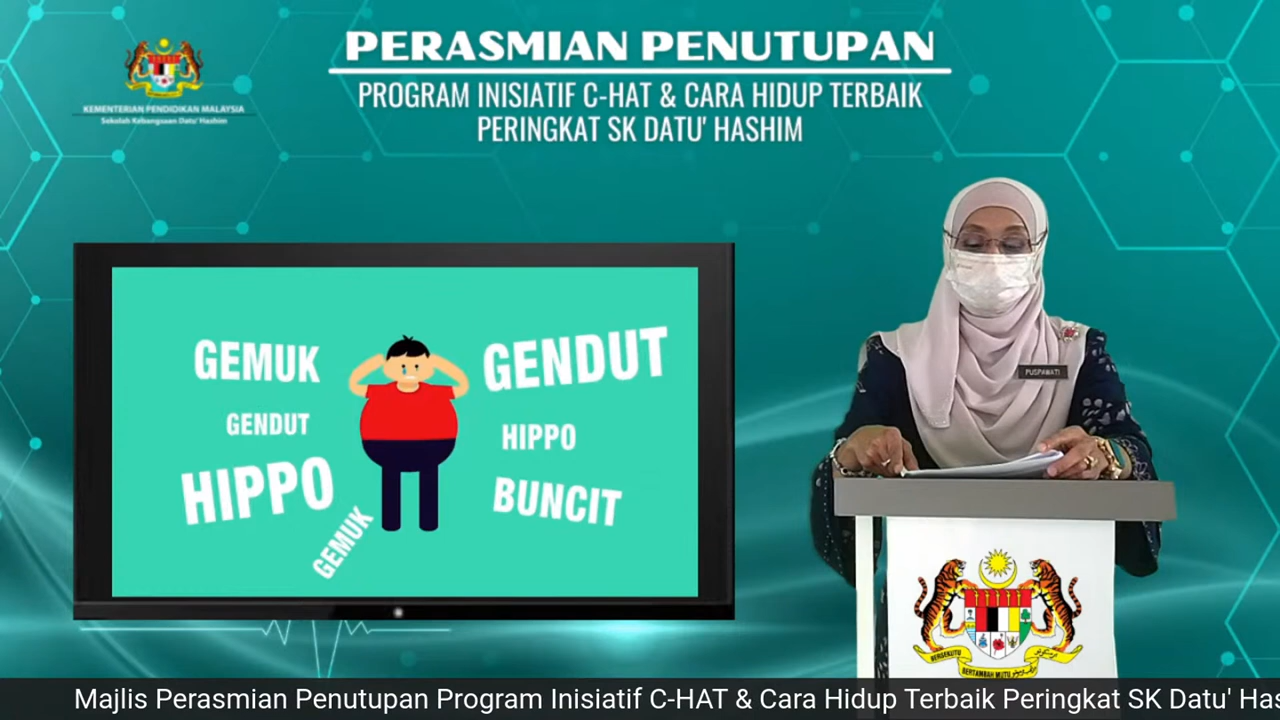 PERASMIAN PENUTUPAN
PROGRAM INISIATIF C-HAT & CARA HIDUP TERBAIK
PERINGKAT SK DATU' HASHIM
KEMENTERIAN PENDIDIKAN MALAYSIA
Sekolah Kebangsaan Datu' Hashim
GEMUK
GENDUT
GENDUT
HIPPO
HIPPO
BUNCIT
GEMUK
PUSPAWATI
BERSEKUTU
BERTAMBAH MUTU
Majlis Perasmian Penutupan Program Inisiatif C-HAT & Cara Hidup Terbaik Peringkat SK Datu' Has